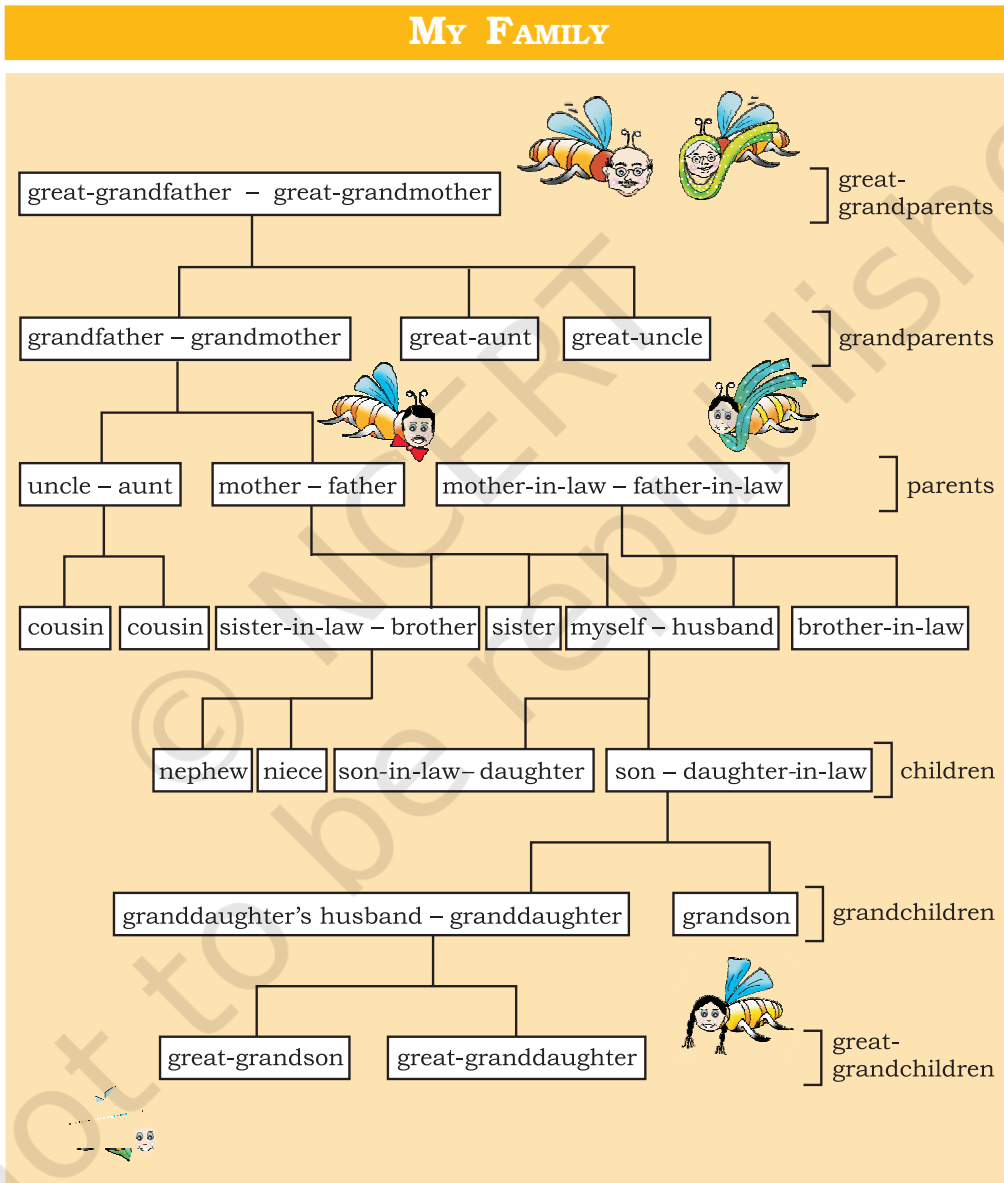 My Family
great-grandfather – great-grandmother
great-
grandparents
grandfather – grandmother
great-aunt
great-uncle
grandparents
uncle – aunt
mother – father
mother-in-law – father-in-law
parents
cousin
cousin
sister-in-law – brother
sister
myself – husband
brother-in-law
nephew
niece
son-in-law– daughter
son – daughter-in-law
children
granddaughter's husband – granddaughter
grandson
grandchildren
great-grandson
great-granddaughter
great-
grandchildren
© NCERT
not to be republishe